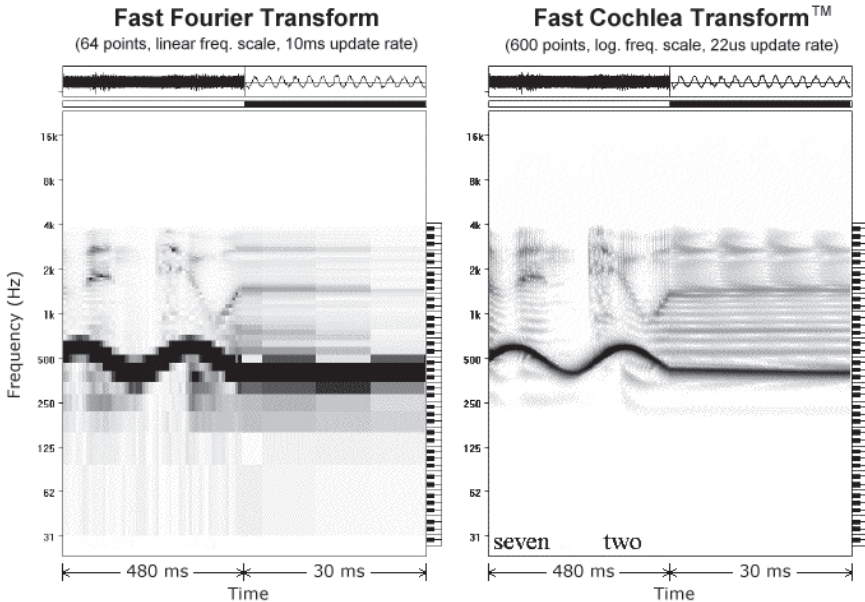 Fast Fourier Transform
(64 points, linear freq. scale, 10ms update rate)
Fast Cochlea Transform™
(600 points, log. freq. scale, 22us update rate)
Frequency (Hz)
16k
8k
4k
2k
1k
500
250
125
62
31
480 ms
30 ms
Time
16k
8k
4k
2k
1k
500
250
125
62
31
seven
two
480 ms
30 ms
Time